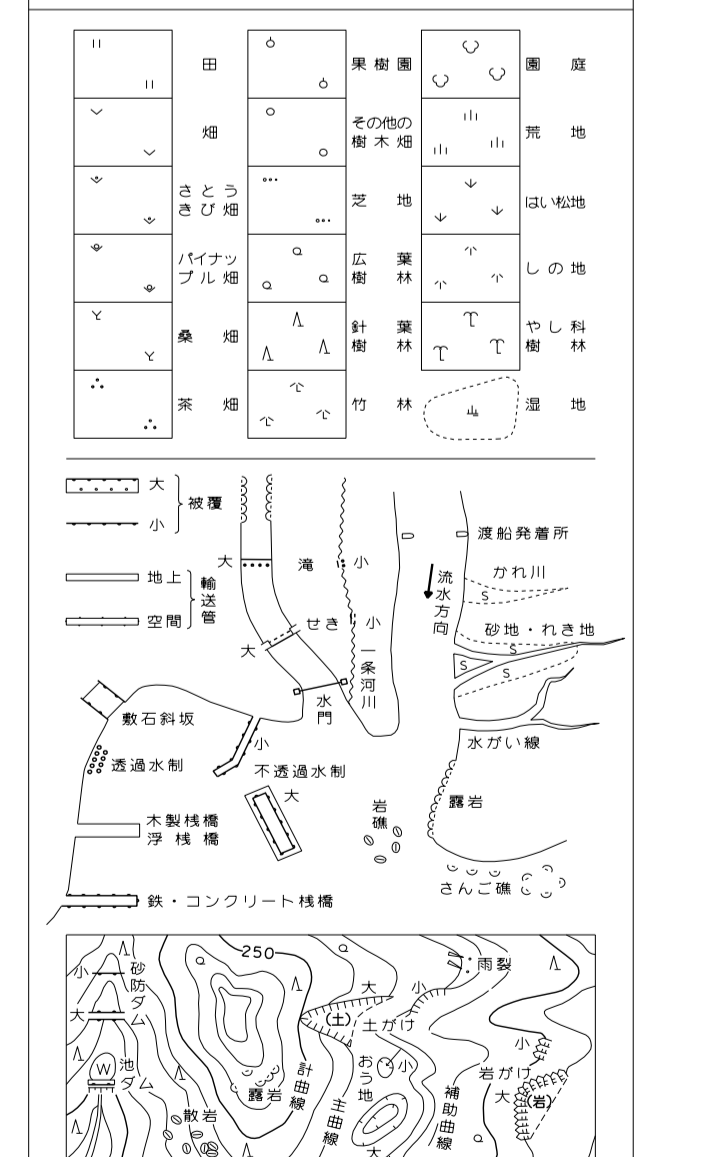 田
果樹園
園庭
畑
その他の
樹木畑
荒地
さとう
きび畑
芝地
はい松地
パイナッ
プル畑
広葉
樹林
しの地
桑畑
針葉
樹林
やし科
樹林
茶畑
竹林
湿地
大
小
被覆
地上
空間
輸送管
大
滝
小
大
せき
小
一条河川
水門
流水方向
渡船発着所
かれ川
S
砂地・れき地
S
S
S
水がい線
敷石斜坂
透過水制
小
不透過水制
大
木製桟橋
浮桟橋
鉄・コンクリート桟橋
岩礁
露岩
さんご礁
250
小
大
砂防ダム
W
池
ダム
散岩
露岩
計曲線
主曲線
大
小
(土)
土がけ
おう地
小
大
補助曲線
雨裂
小
岩がけ
大
(岩)